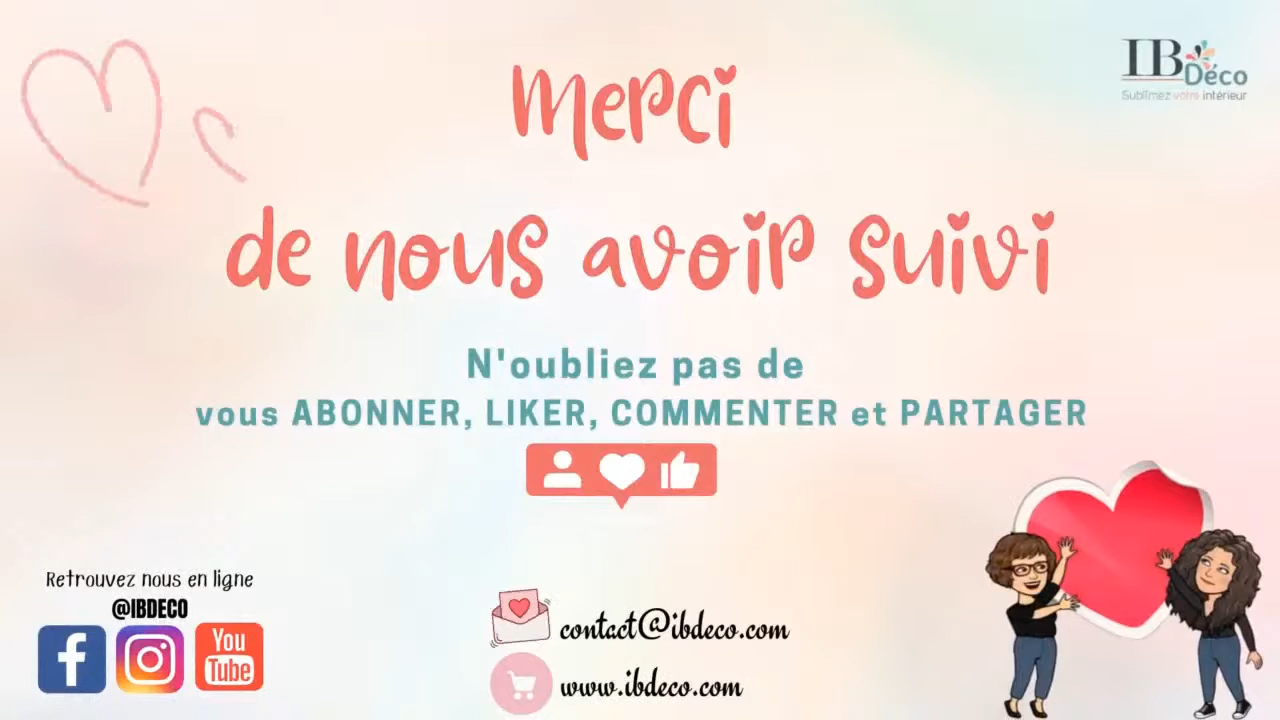 IB
Déco
Sublimez votre intérieur
Merci
de nous avoir suivi
N'oubliez pas de
vous ABONNER, LIKER, COMMENTER et PARTAGER
Retrouvez nous en ligne
@IBDECO
You
Tube
contact@ibdeco.com
www.ibdeco.com